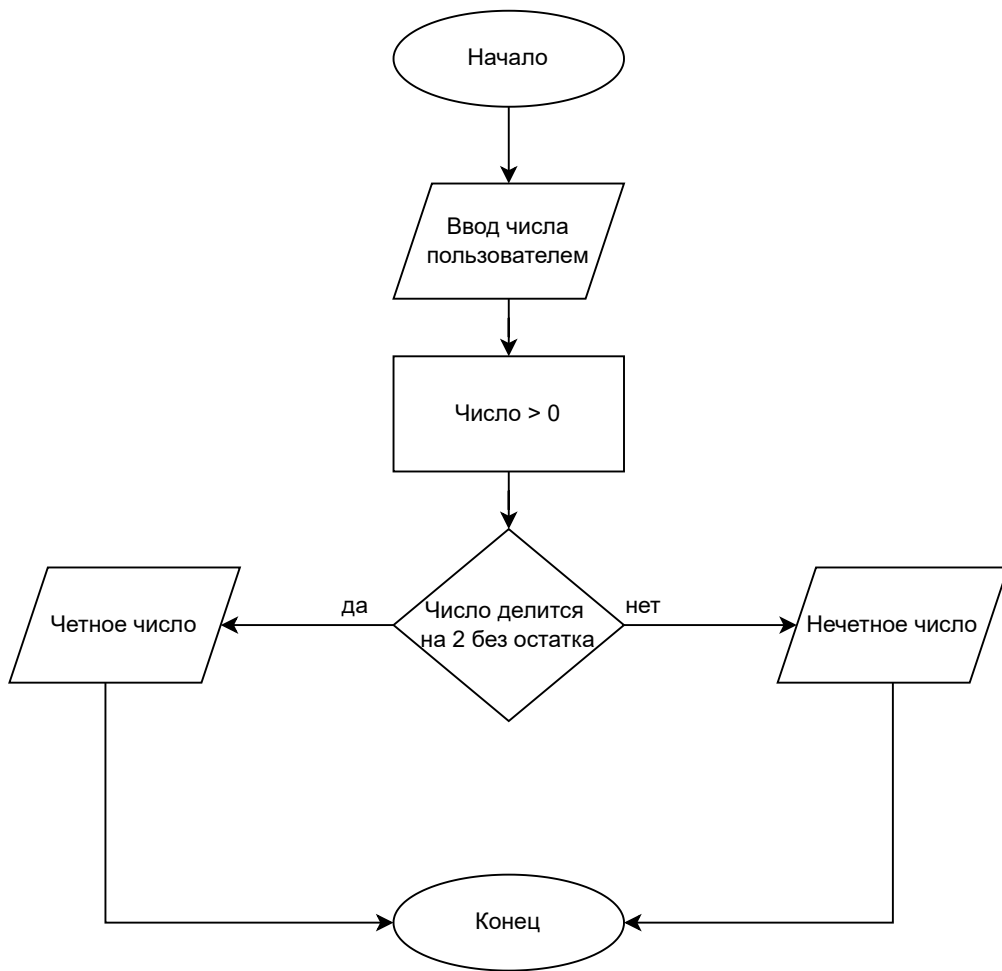 Начало
Ввод числа
пользователем
Число > 0
да
нет
Четное число
Число делится
на 2 без остатка
Нечетное число
Конец